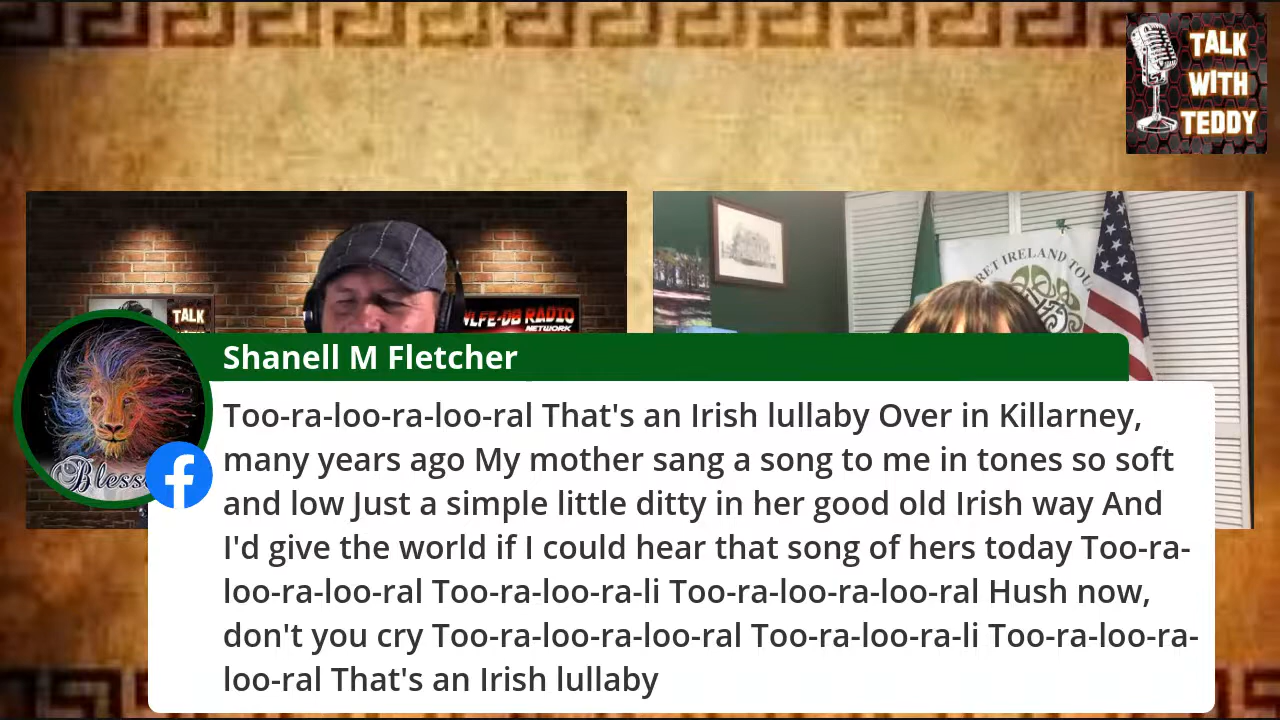 TALK
WITH
TEDDY
RET IRELAND TOU
TALK
WLFE-DB RADIO
NETWORK
Shanell M Fletcher
Bless
Too-ra-loo-ra-loo-ral That's an Irish lullaby Over in Killarney,
many years ago My mother sang a song to me in tones so soft
and low Just a simple little ditty in her good old Irish way And
I'd give the world if I could hear that song of hers today Too-ra-
loo-ra-loo-ral Too-ra-loo-ra-li Too-ra-loo-ra-loo-ral Hush now,
don't you cry Too-ra-loo-ra-loo-ral Too-ra-loo-ra-li Too-ra-loo-ra-
loo-ral That's an Irish lullaby